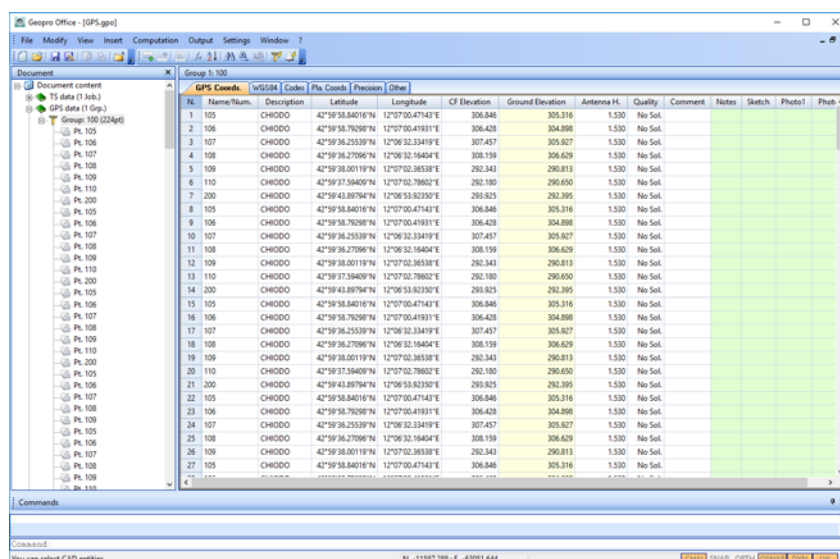 Geopro Office - [GPS.gpo]
File Modify View Insert Computation Output Settings Window ?
Document
Document content
TS data (1 Job.)
GPS data (1 Grp.)
Group: 100 (224pt)
Pt. 105
Pt. 106
Pt. 107
Pt. 108
Pt. 109
Pt. 110
Pt. 200
Pt. 105
Pt. 106
Pt. 107
Pt. 108
Pt. 109
Pt. 110
Pt. 200
Pt. 105
Pt. 106
Pt. 107
Pt. 108
Pt. 109
Pt. 110
Pt. 200
Pt. 105
Pt. 106
Pt. 107
Pt. 108
Pt. 109
Pt. 105
Pt. 106
Pt. 107
Pt. 108
Pt. 109
Pt. 110
Group 1: 100
GPS Coords. WGS84 Codes Pla. Coords Precision Other
N. Name/Num. Description Latitude Longitude CF Elevation Ground Elevation Antenna H. Quality Comment Notes Sketch Photo1 Phot
1 105 CHIODO 42°59'58.84016"N 12°07'00.47143"E 306.846 305.316 1.530 No Sol.
2 106 CHIODO 42°59'58.79298"N 12°07'00.41931"E 306.428 304.898 1.530 No Sol.
3 107 CHIODO 42°59'36.25539"N 12°06'32.33419"E 307.457 305.927 1.530 No Sol.
4 108 CHIODO 42°59'36.27096"N 12°06'32.16404"E 308.159 306.629 1.530 No Sol.
5 109 CHIODO 42°59'38.00119"N 12°07'02.36538"E 292.343 290.813 1.530 No Sol.
6 110 CHIODO 42°59'37.59409"N 12°07'02.78602"E 292.180 290.650 1.530 No Sol.
7 200 CHIODO 42°59'43.89794"N 12°06'53.92350"E 293.925 292.395 1.530 No Sol.
8 105 CHIODO 42°59'58.84016"N 12°07'00.47143"E 306.846 305.316 1.530 No Sol.
9 106 CHIODO 42°59'58.79298"N 12°07'00.41931"E 306.428 304.898 1.530 No Sol.
10 107 CHIODO 42°59'36.25539"N 12°06'32.33419"E 307.457 305.927 1.530 No Sol.
11 108 CHIODO 42°59'36.27096"N 12°06'32.16404"E 308.159 306.629 1.530 No Sol.
12 109 CHIODO 42°59'38.00119"N 12°07'02.36538"E 292.343 290.813 1.530 No Sol.
13 110 CHIODO 42°59'37.59409"N 12°07'02.78602"E 292.180 290.650 1.530 No Sol.
14 200 CHIODO 42°59'43.89794"N 12°06'53.92350"E 293.925 292.395 1.530 No Sol.
15 105 CHIODO 42°59'58.84016"N 12°07'00.47143"E 306.846 305.316 1.530 No Sol.
16 106 CHIODO 42°59'58.79298"N 12°07'00.41931"E 306.428 304.898 1.530 No Sol.
17 107 CHIODO 42°59'36.25539"N 12°06'32.33419"E 307.457 305.927 1.530 No Sol.
18 108 CHIODO 42°59'36.27096"N 12°06'32.16404"E 308.159 306.629 1.530 No Sol.
19 109 CHIODO 42°59'38.00119"N 12°07'02.36538"E 292.343 290.813 1.530 No Sol.
20 110 CHIODO 42°59'37.59409"N 12°07'02.78602"E 292.180 290.650 1.530 No Sol.
21 200 CHIODO 42°59'43.89794"N 12°06'53.92350"E 293.925 292.395 1.530 No Sol.
22 105 CHIODO 42°59'58.84016"N 12°07'00.47143"E 306.846 305.316 1.530 No Sol.
23 106 CHIODO 42°59'58.79298"N 12°07'00.41931"E 306.428 304.898 1.530 No Sol.
24 107 CHIODO 42°59'36.25539"N 12°06'32.33419"E 307.457 305.927 1.530 No Sol.
25 108 CHIODO 42°59'36.27096"N 12°06'32.16404"E 308.159 306.629 1.530 No Sol.
26 109 CHIODO 42°59'38.00119"N 12°07'02.36538"E 292.343 290.813 1.530 No Sol.
27 105 CHIODO 42°59'58.84016"N 12°07'00.47143"E 306.846 305.316 1.530 No Sol.
Commands
Command:
You can select CAD entities